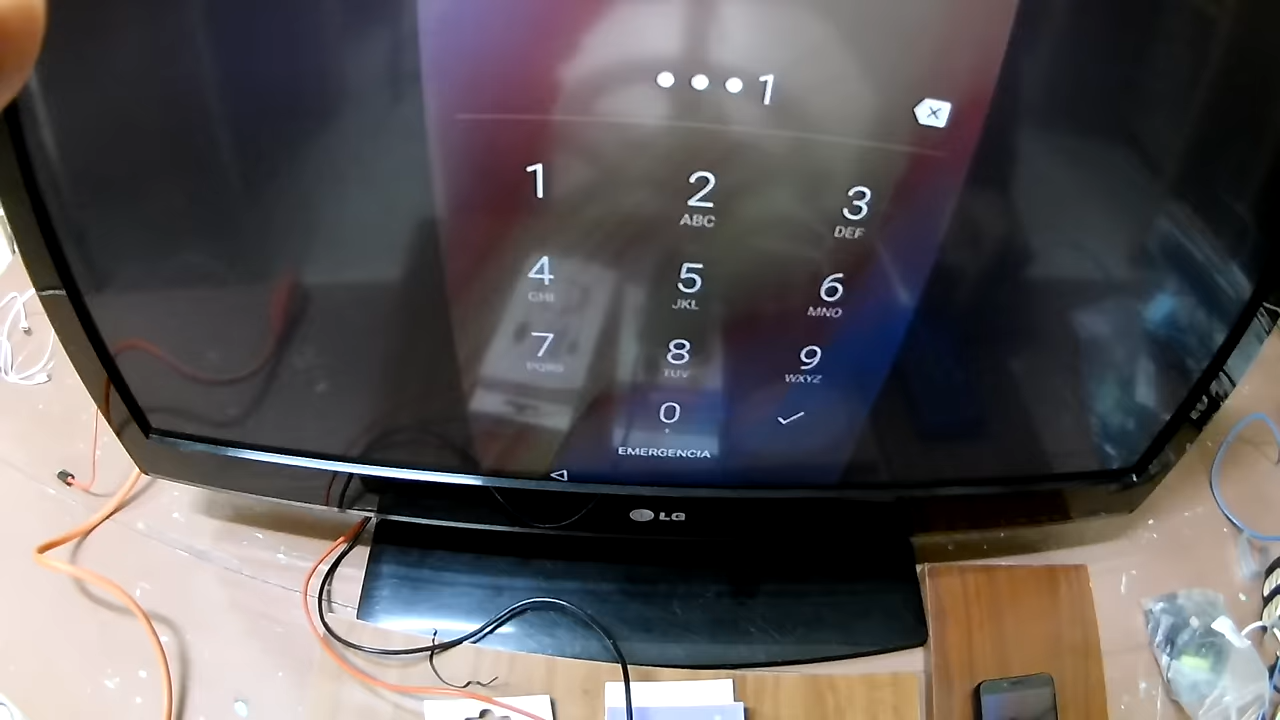 ●●●1
1 2 3
ABC DEF
4 5 6
GHI JKL MNO
7 8 9
PQRS TUV WXYZ
0
EMERGENCIA
LG